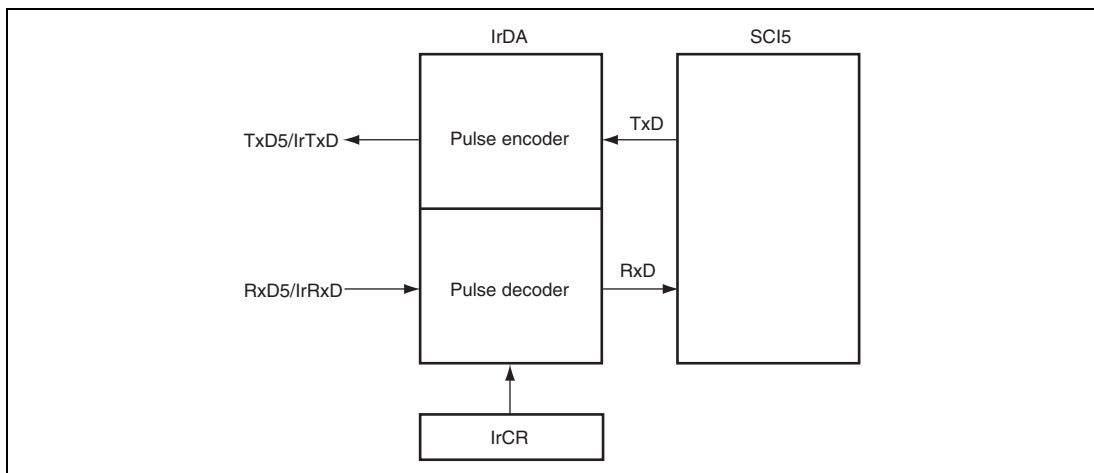 IrDA
SCI5
TxD5/IrTxD
Pulse encoder
TxD
RxD5/IrRxD
Pulse decoder
RxD
IrCR